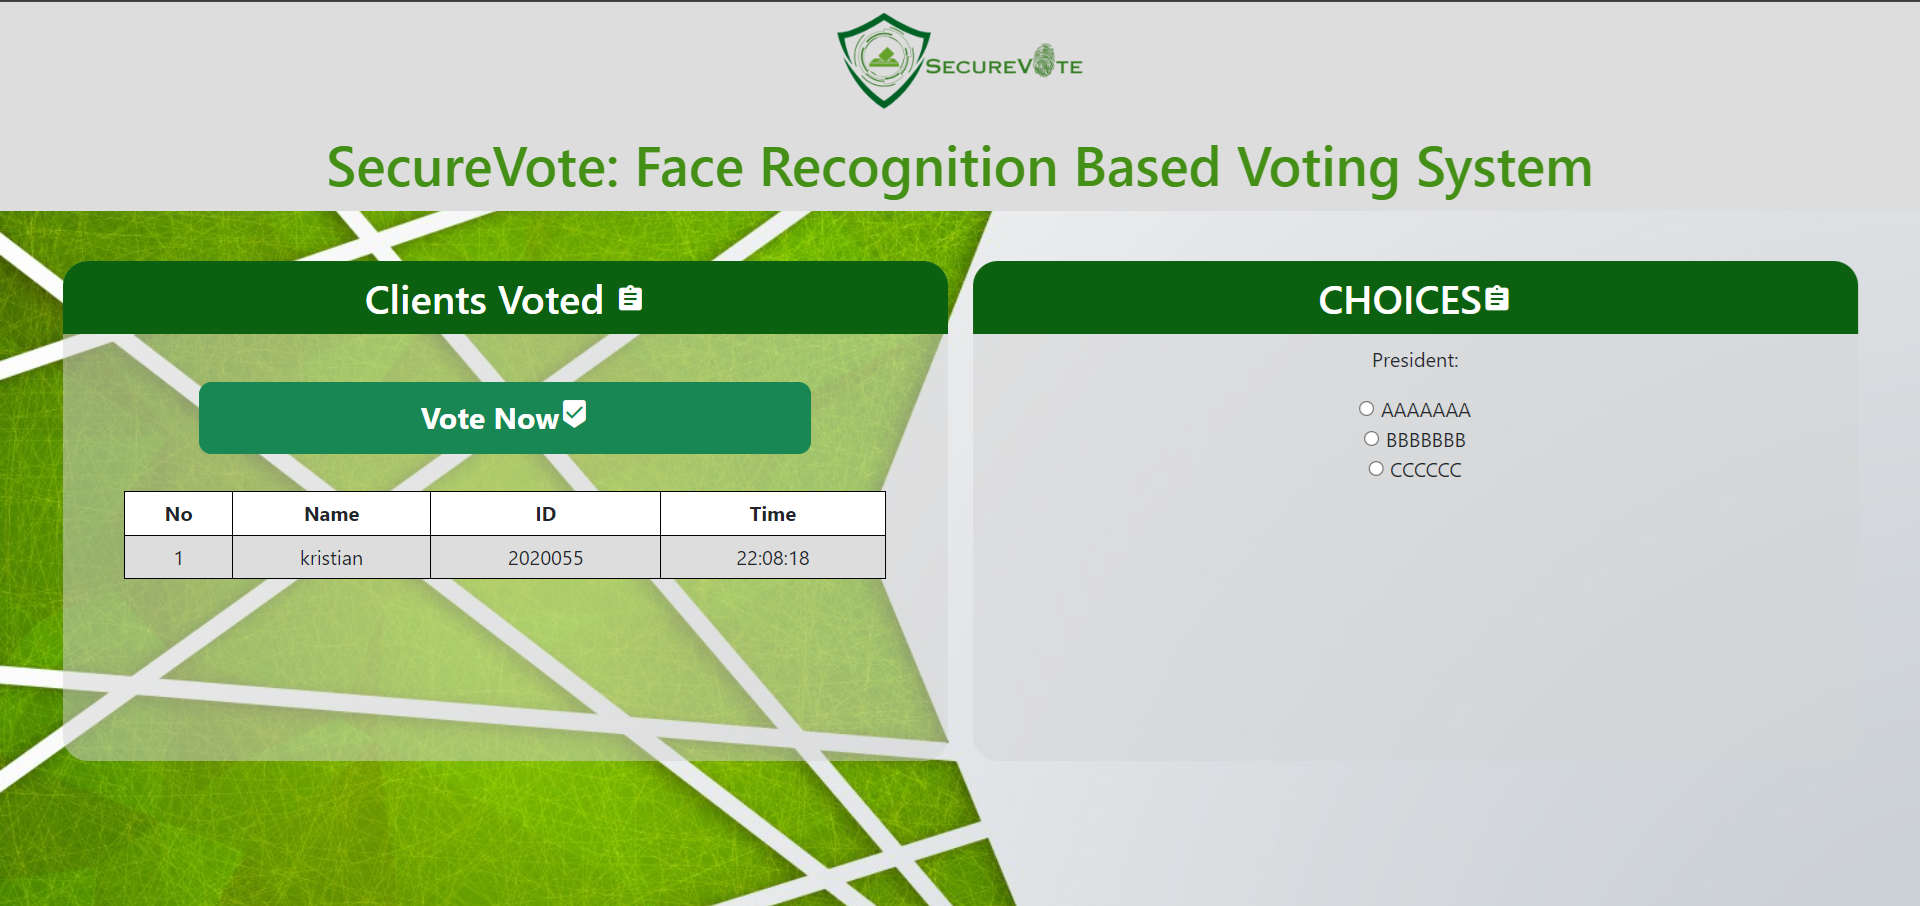 SECUREVOTE
SecureVote: Face Recognition Based Voting System
Clients Voted
Vote Now
No Name ID Time
1 kristian 2020055 22:08:18
CHOICES
President:
AAAAAAA
BBBBBBB
CCCCCC